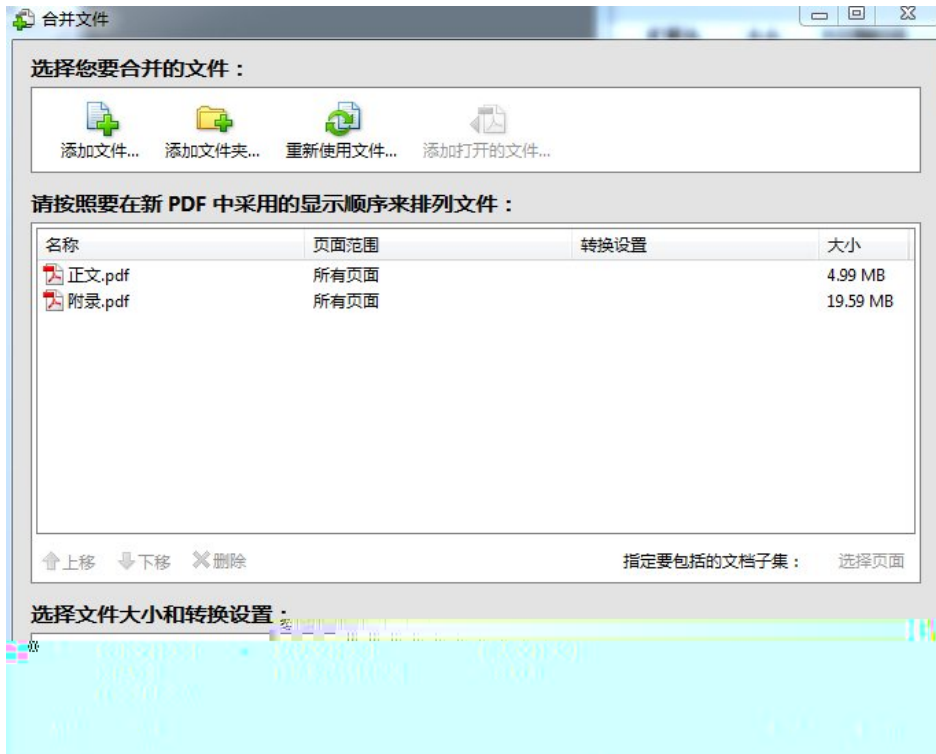 合并文件
选择您要合并的文件：
添加文件... 添加文件夹... 重新使用文件... 添加打开的文件...
请按照要在新 PDF 中采用的显示顺序来排列文件：
名称 页面范围 转换设置 大小
正文.pdf 所有页面 4.99 MB
附录.pdf 所有页面 19.59 MB
上移 下移 删除 指定要包括的文档子集： 选择页面
选择文件大小和转换设置：